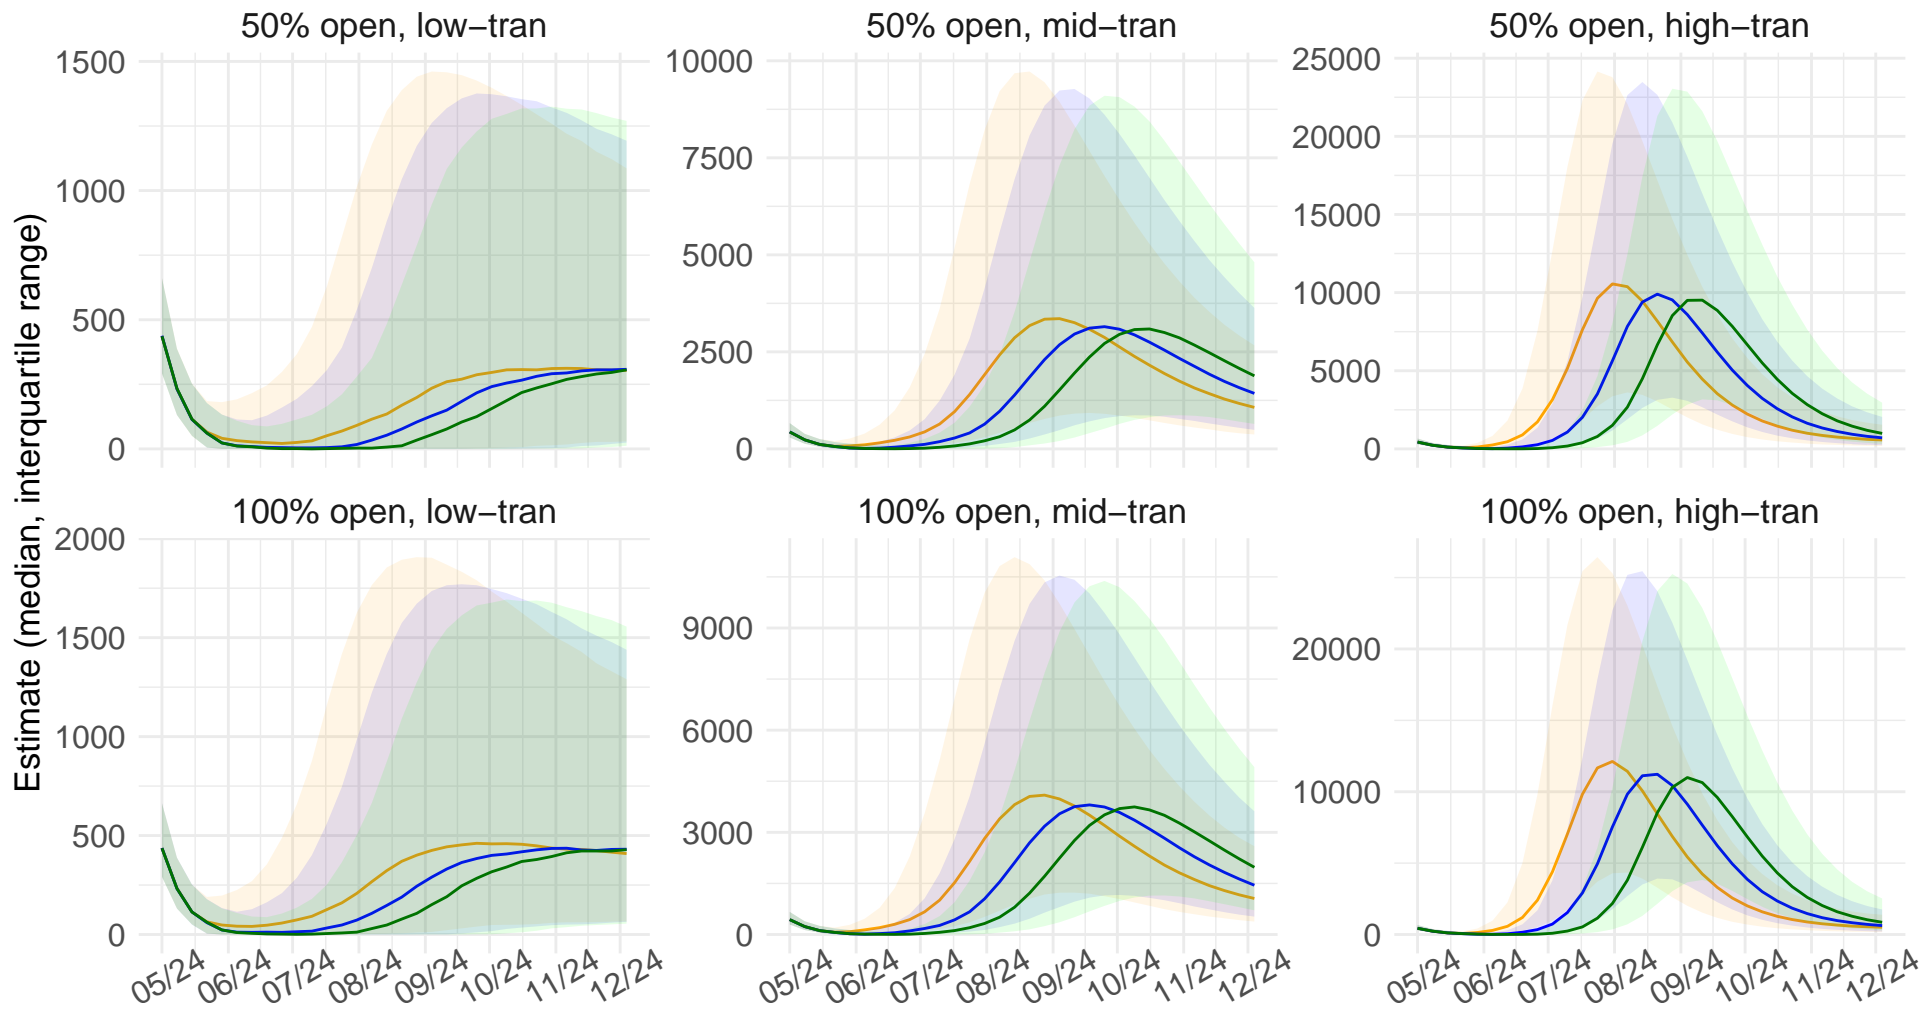 50% open, low−tran
50% open, mid−tran
50% open, high−tran
1500
1000
500
0
10000
7500
5000
2500
0
25000
20000
15000
10000
5000
0
Estimate (median, interquartile range)
100% open, low−tran
100% open, mid−tran
100% open, high−tran
2000
1500
1000
500
0
9000
6000
3000
0
20000
10000
0
05/24 06/24 07/24 08/24 09/24 10/24 11/24 12/24
05/24 06/24 07/24 08/24 09/24 10/24 11/24 12/24
05/24 06/24 07/24 08/24 09/24 10/24 11/24 12/24